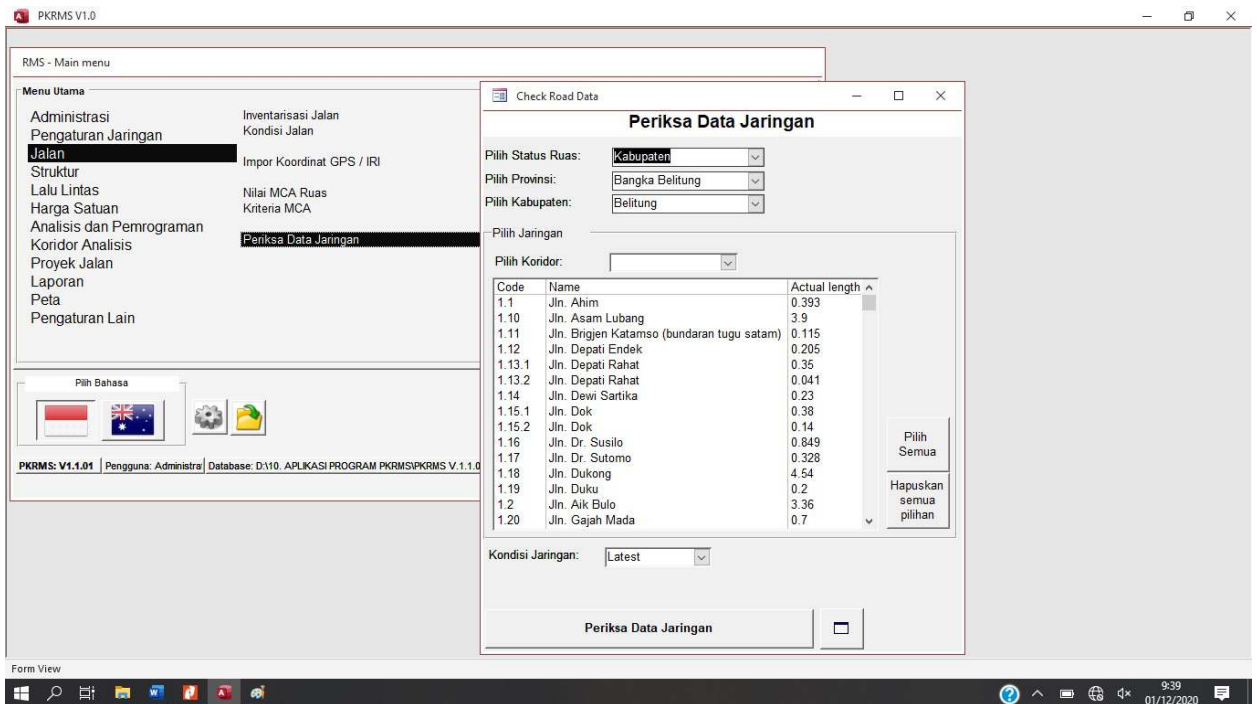 PKRMS V1.0
RMS - Main menu
Menu Utama
Administrasi
Pengaturan Jaringan
Jalan
Struktur
Lalu Lintas
Harga Satuan
Analisis dan Pemrograman
Koridor Analisis
Proyek Jalan
Laporan
Peta
Pengaturan Lain
Inventarisasi Jalan
Kondisi Jalan
Impor Koordinat GPS / IRI
Nilai MCA Ruas
Kriteria MCA
Periksa Data Jaringan
Pilih Bahasa
PKRMS: V1.1.01 Pengguna: Administra Database: D:\10. APLIKASI PROGRAM PKRMS\PKRMS V.1.1.0
Check Road Data
Periksa Data Jaringan
Pilih Status Ruas: Kabupaten
Pilih Provinsi: Bangka Belitung
Pilih Kabupaten: Belitung
Pilih Jaringan
Pilih Koridor:
Code Name Actual length
1.1 Jln. Ahim 0.393
1.10 Jln. Asam Lubang 3.9
1.11 Jln. Brigjen Katamso (bundaran tugu satam) 0.115
1.12 Jln. Depati Endek 0.205
1.13.1 Jln. Depati Rahat 0.35
1.13.2 Jln. Depati Rahat 0.041
1.14 Jln. Dewi Sartika 0.23
1.15.1 Jln. Dok 0.38
1.15.2 Jln. Dok 0.14
1.16 Jln. Dr. Susilo 0.849
1.17 Jln. Dr. Sutomo 0.328
1.18 Jln. Dukong 4.54
1.19 Jln. Duku 0.2
1.2 Jln. Aik Bulo 3.36
1.20 Jln. Gajah Mada 0.7
Pilih
Semua
Hapuskan
semua
pilihan
Kondisi Jaringan: Latest
Periksa Data Jaringan
Form View
9:39
01/12/2020